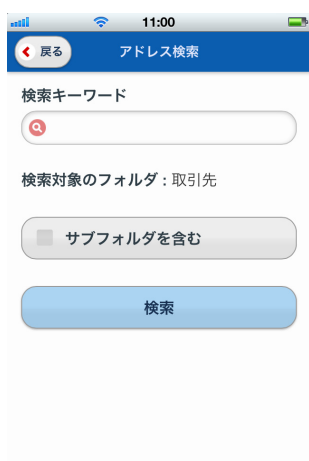 11:00
戻る
アドレス検索
検索キーワード
検索対象のフォルダ : 取引先
サブフォルダを含む
検索